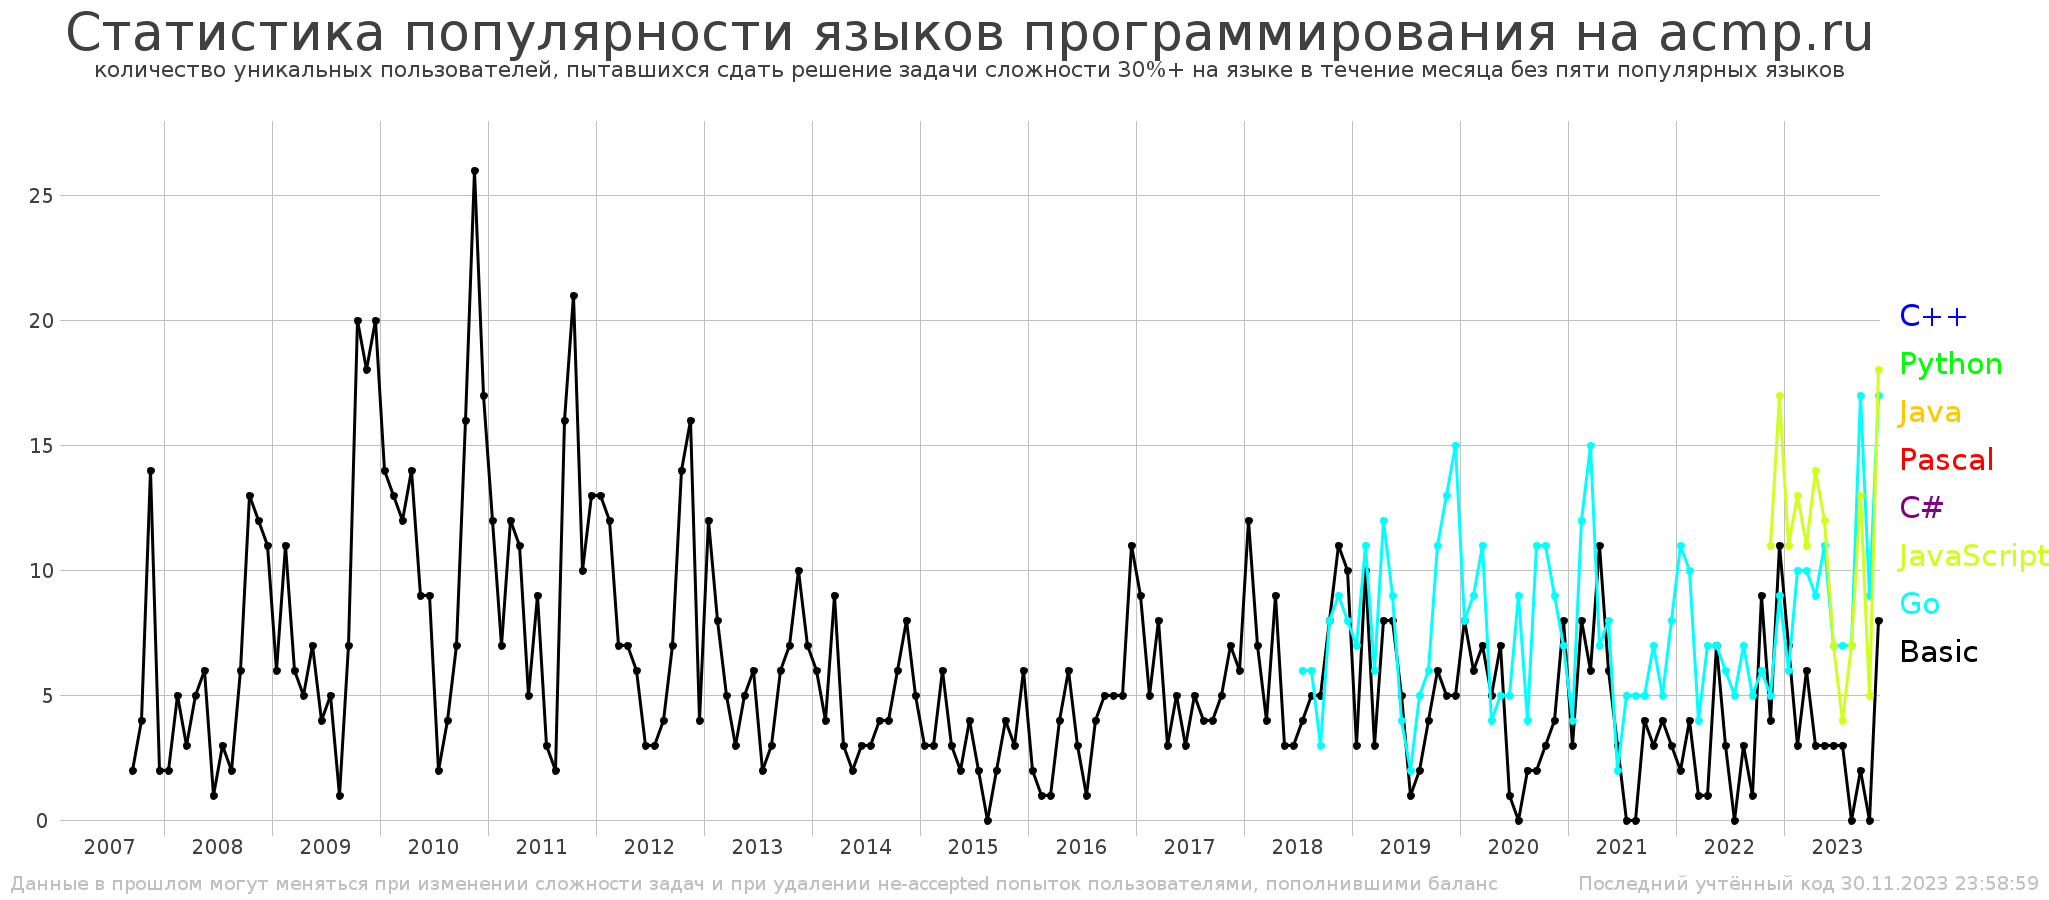 Статистика популярности языков программирования на acmp.ru
количество уникальных пользователей, пытавшихся сдать решение задачи сложности 30%+ на языке в течение месяца без пяти популярных языков
25
20
15
10
5
0
C++
Python
Java
Pascal
C#
JavaScript
Go
Basic
2007 2008 2009 2010 2011 2012 2013 2014 2015 2016 2017 2018 2019 2020 2021 2022 2023
Данные в прошлом могут меняться при изменении сложности задач и при удалении не-accepted попыток пользователями, пополнившими баланс Последний учтённый код 30.11.2023 23:58:59